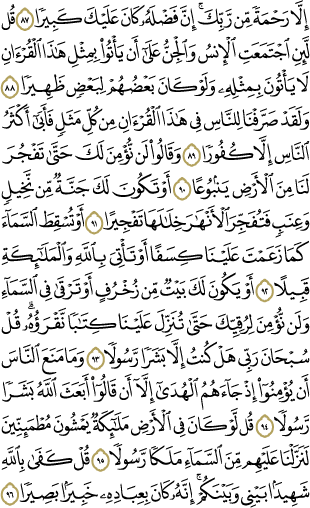 إِلَّا رَحْمَةً مِّن رَّبِّكَ ۚ إِنَّ فَضْلَهُۥ كَانَ عَلَيْكَ كَبِيرًا ٨٧ قُل
لَّئِنِ ٱجْتَمَعَتِ ٱلْإِنسُ وَٱلْجِنُّ عَلَىٰٓ أَن يَأْتُوا۟ بِمِثْلِ هَٰذَا ٱلْقُرْءَانِ
لَا يَأْتُونَ بِمِثْلِهِۦ وَلَوْ كَانَ بَعْضُهُمْ لِبَعْضٍ ظَهِيرًا ٨٨
وَلَقَدْ صَرَّفْنَا لِلنَّاسِ فِى هَٰذَا ٱلْقُرْءَانِ مِن كُلِّ مَثَلٍ فَأَبَىٰٓ أَكْثَرُ
ٱلنَّاسِ إِلَّا كُفُورًا ٨٩ وَقَالُوا۟ لَن نُّؤْمِنَ لَكَ حَتَّىٰ تَفْجُرَ
لَنَا مِنَ ٱلْأَرْضِ يَنۢبُوعًا ٩٠ أَوْ تَكُونَ لَكَ جَنَّةٌ مِّن نَّخِيلٍ
وَعِنَبٍ فَتُفَجِّرَ ٱلْأَنْهَٰرَ خِلَٰلَهَا تَفْجِيرًا ٩١ أَوْ تُسْقِطَ ٱلسَّمَآءَ
كَمَا زَعَمْتَ عَلَيْنَا كِسَفًا أَوْ تَأْتِىَ بِٱللَّهِ وَٱلْمَلَٰٓئِكَةِ
قَبِيلًا ٩٢ أَوْ يَكُونَ لَكَ بَيْتٌ مِّن زُخْرُفٍ أَوْ تَرْقَىٰ فِى ٱلسَّمَآءِ
وَلَن نُّؤْمِنَ لِرُقِيِّكَ حَتَّىٰ تُنَزِّلَ عَلَيْنَا كِتَٰبًا نَّقْرَؤُهُۥ ۗ قُلْ
سُبْحَانَ رَبِّى هَلْ كُنتُ إِلَّا بَشَرًا رَّسُولًا ٩٣ وَمَا مَنَعَ ٱلنَّاسَ
أَن يُؤْمِنُوٓا۟ إِذْ جَآءَهُمُ ٱلْهُدَىٰٓ إِلَّآ أَن قَالُوٓا۟ أَبَعَثَ ٱللَّهُ بَشَرًا
رَّسُولًا ٩٤ قُل لَّوْ كَانَ فِى ٱلْأَرْضِ مَلَٰٓئِكَةٌ يَمْشُونَ مُطْمَئِنِّينَ
لَنَزَّلْنَا عَلَيْهِم مِّنَ ٱلسَّمَآءِ مَلَكًا رَّسُولًا ٩٥ قُلْ كَفَىٰ بِٱللَّهِ
شَهِيدًۢا بَيْنِى وَبَيْنَكُمْ ۚ إِنَّهُۥ كَانَ بِعِبَادِهِۦ خَبِيرًۢا بَصِيرًا ٩٦